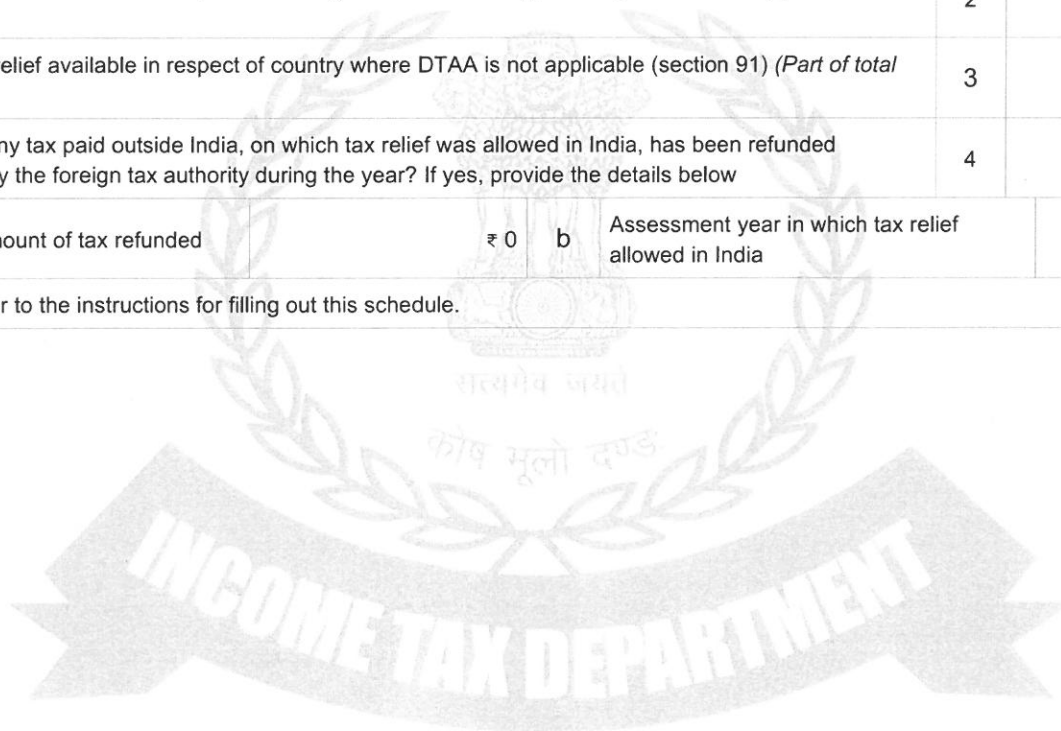 2
elief available in respect of country where DTAA is not applicable (section 91) (Part of total
3
ny tax paid outside India, on which tax relief was allowed in India, has been refunded
y the foreign tax authority during the year? If yes, provide the details below
4
nount of tax refunded ₹ 0 b Assessment year in which tax relief
allowed in India
r to the instructions for filling out this schedule.
सत्यमेव जयते
कोष मूलो दण्डः
INCOME TAX DEPARTMENT